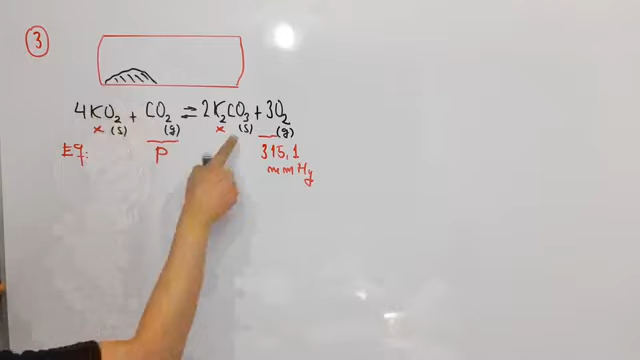 3
4KO₂ + CO₂ ⇌ 2K₂CO₃ + 3O₂
x (s) (g) x (s) (g)
Eq: P 315,1
mmHg